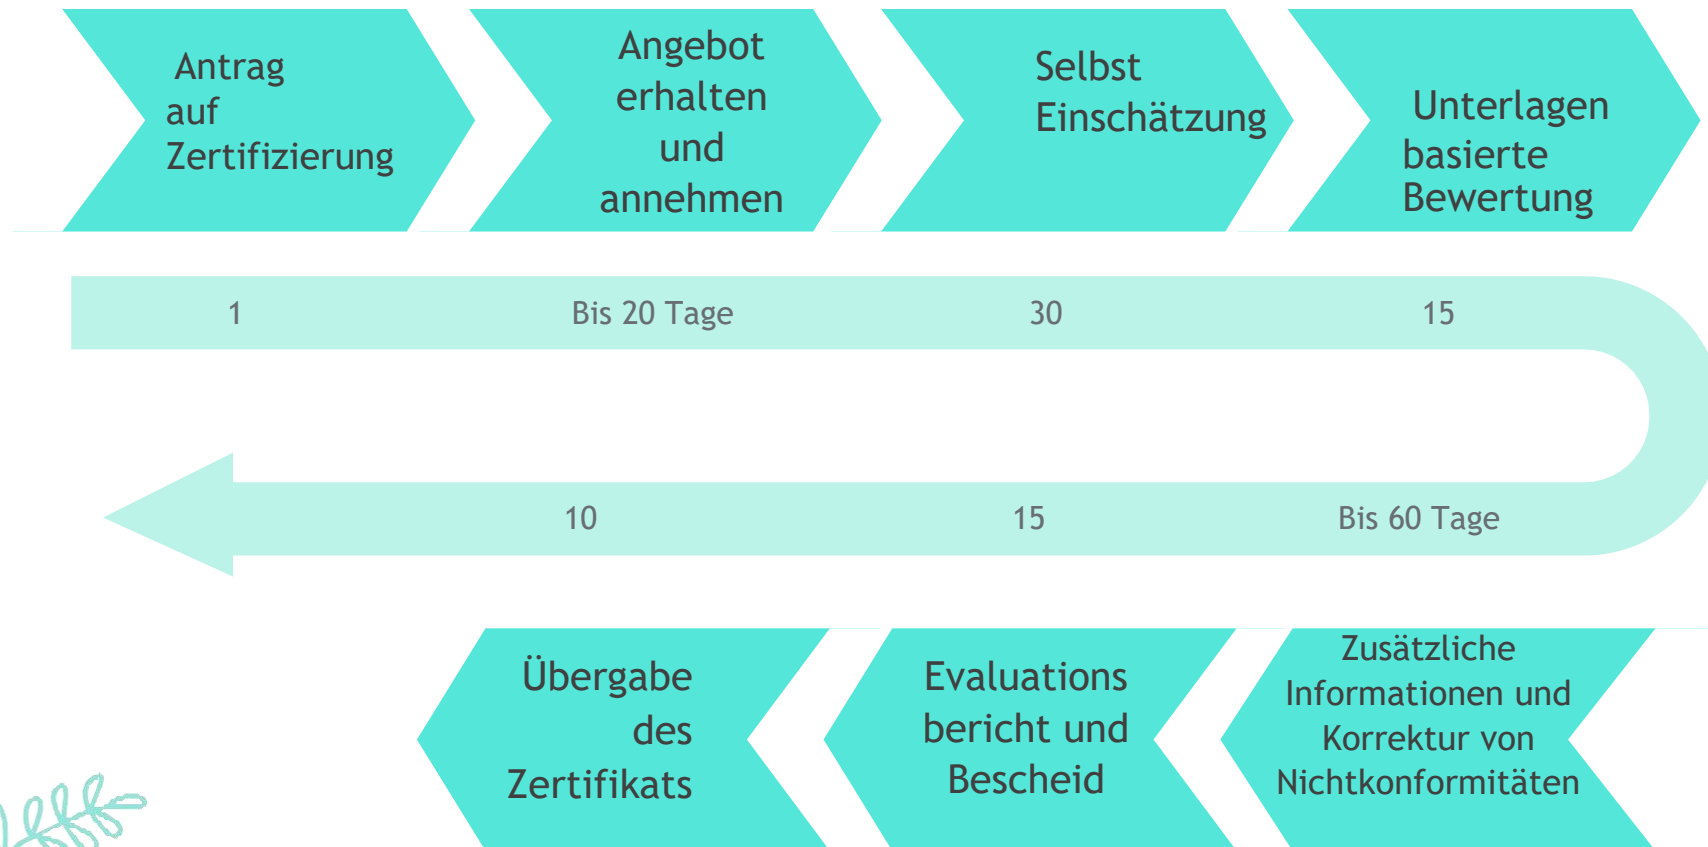 Antrag
auf
Zertifizierung
Angebot
erhalten
und
annehmen
Selbst
Einschätzung
Unterlagen
basierte
Bewertung
1
Bis 20 Tage
30
15
10
15
Bis 60 Tage
Übergabe
des
Zertifikats
Evaluations
bericht und
Bescheid
Zusätzliche
Informationen und
Korrektur von
Nichtkonformitäten